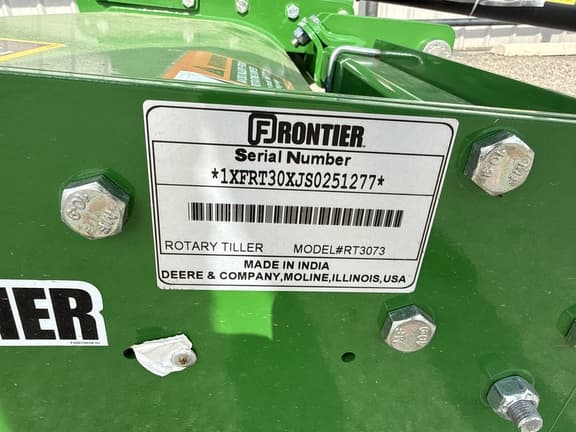 FRONTIER
Serial Number
*1XFRT30XJS0251277*
ROTARY TILLER MODEL#RT3073
MADE IN INDIA
DEERE & COMPANY,MOLINE,ILLINOIS,USA
IER